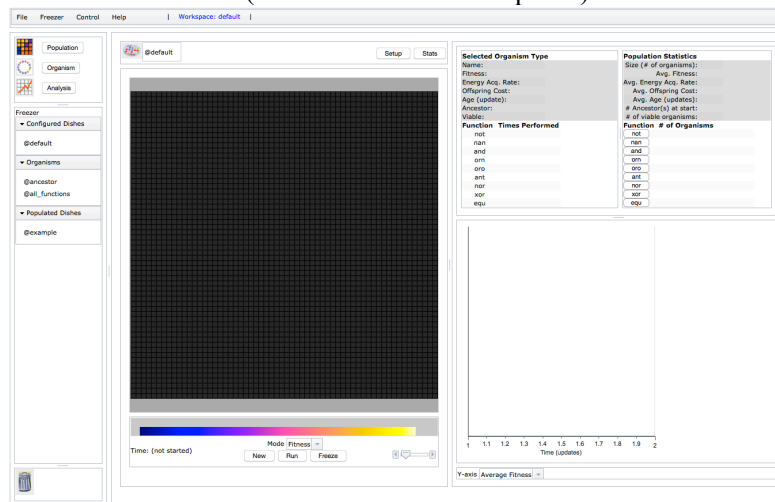 File Freezer Control Help | Workspace: default |
Population
Organism
Analysis
Freezer
Configured Dishes
@default
Organisms
@ancestor
@all_functions
Populated Dishes
@example
@default Setup Stats
Time: (not started)
Mode Fitness
New Run Freeze
Selected Organism Type
Name:
Fitness:
Energy Acq. Rate:
Offspring Cost:
Age (update):
Ancestor:
Viable:
Function Times Performed
not
nan
and
orn
oro
ant
nor
xor
equ
Population Statistics
Size (# of organisms):
Avg. Fitness:
Avg. Energy Acq. Rate:
Avg. Offspring Cost:
Avg. Age (updates):
# Ancestor(s) at start:
# of viable organisms:
Function # of Organisms
not
nan
and
orn
oro
ant
nor
xor
equ
1 1.1 1.2 1.3 1.4 1.5 1.6 1.7 1.8 1.9 2
Time (updates)
Y-axis Average Fitness